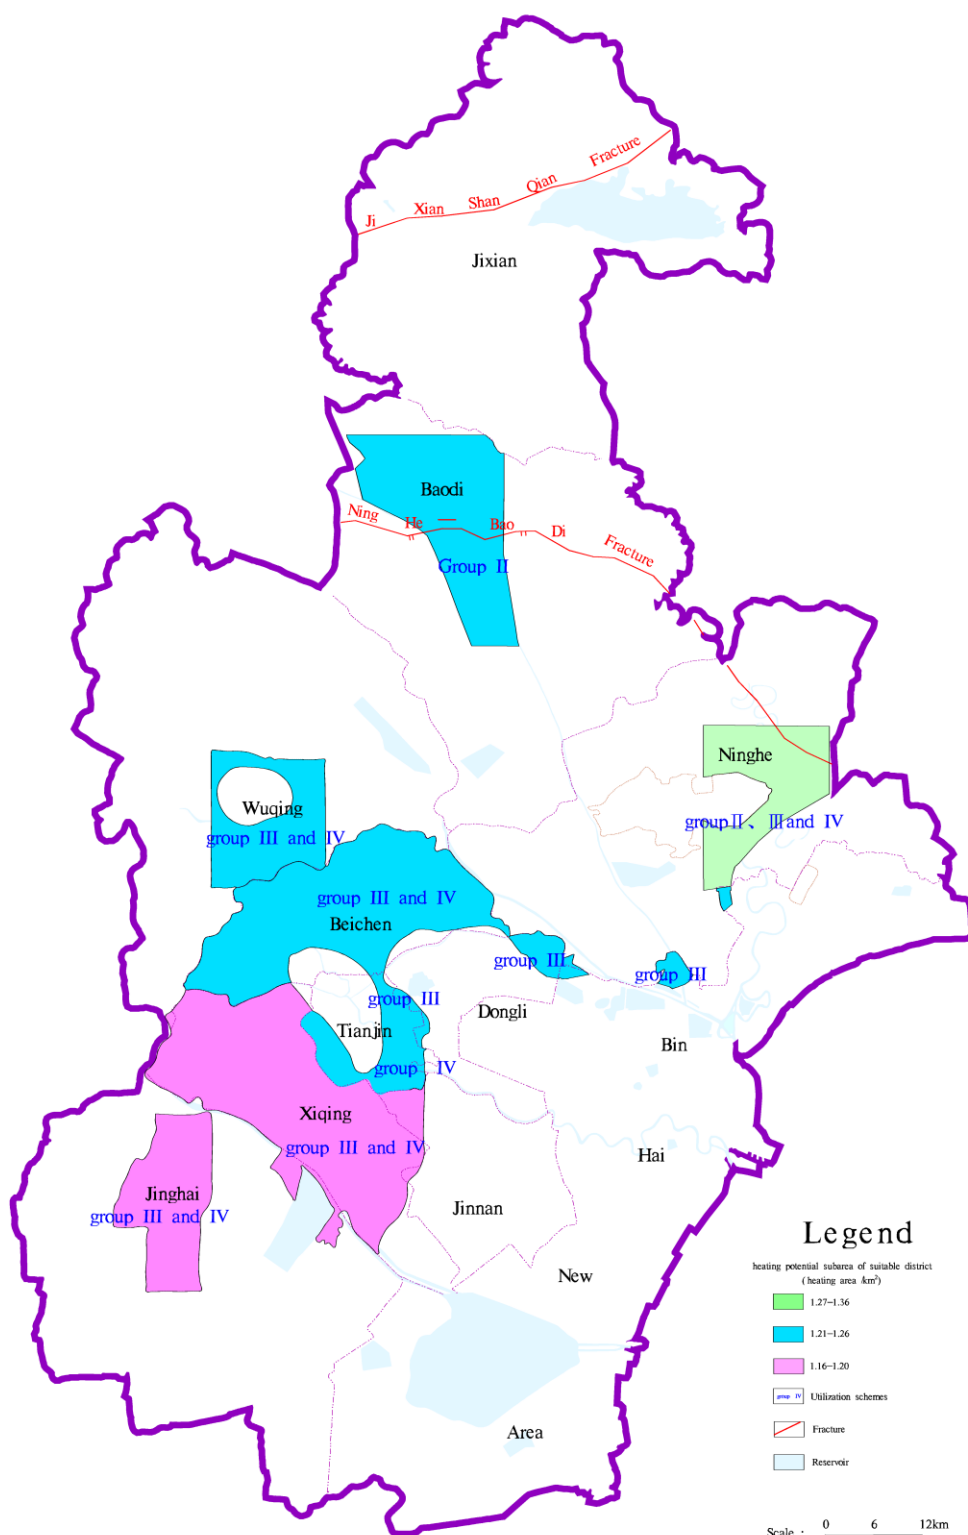 Ji Xian Shan Qian Fracture
Jixian
Baodi
Ning He Bao Di Fracture
Group II
Ninghe
Wuqing
group II、III and IV
group III and IV
group III and IV
Beichen
group III
group III
group III
Dongli
Tianjin
Bin
group IV
Xiqing
group III and IV
Hai
Jinghai
group III and IV
Jinnan
New
Area
Legend
heating potential subarea of suitable district
(heating area /km²)
1.27-1.36
1.21-1.26
1.16-1.20
group IV Utilization schemes
Fracture
Reservoir
Scale : 0 6 12km